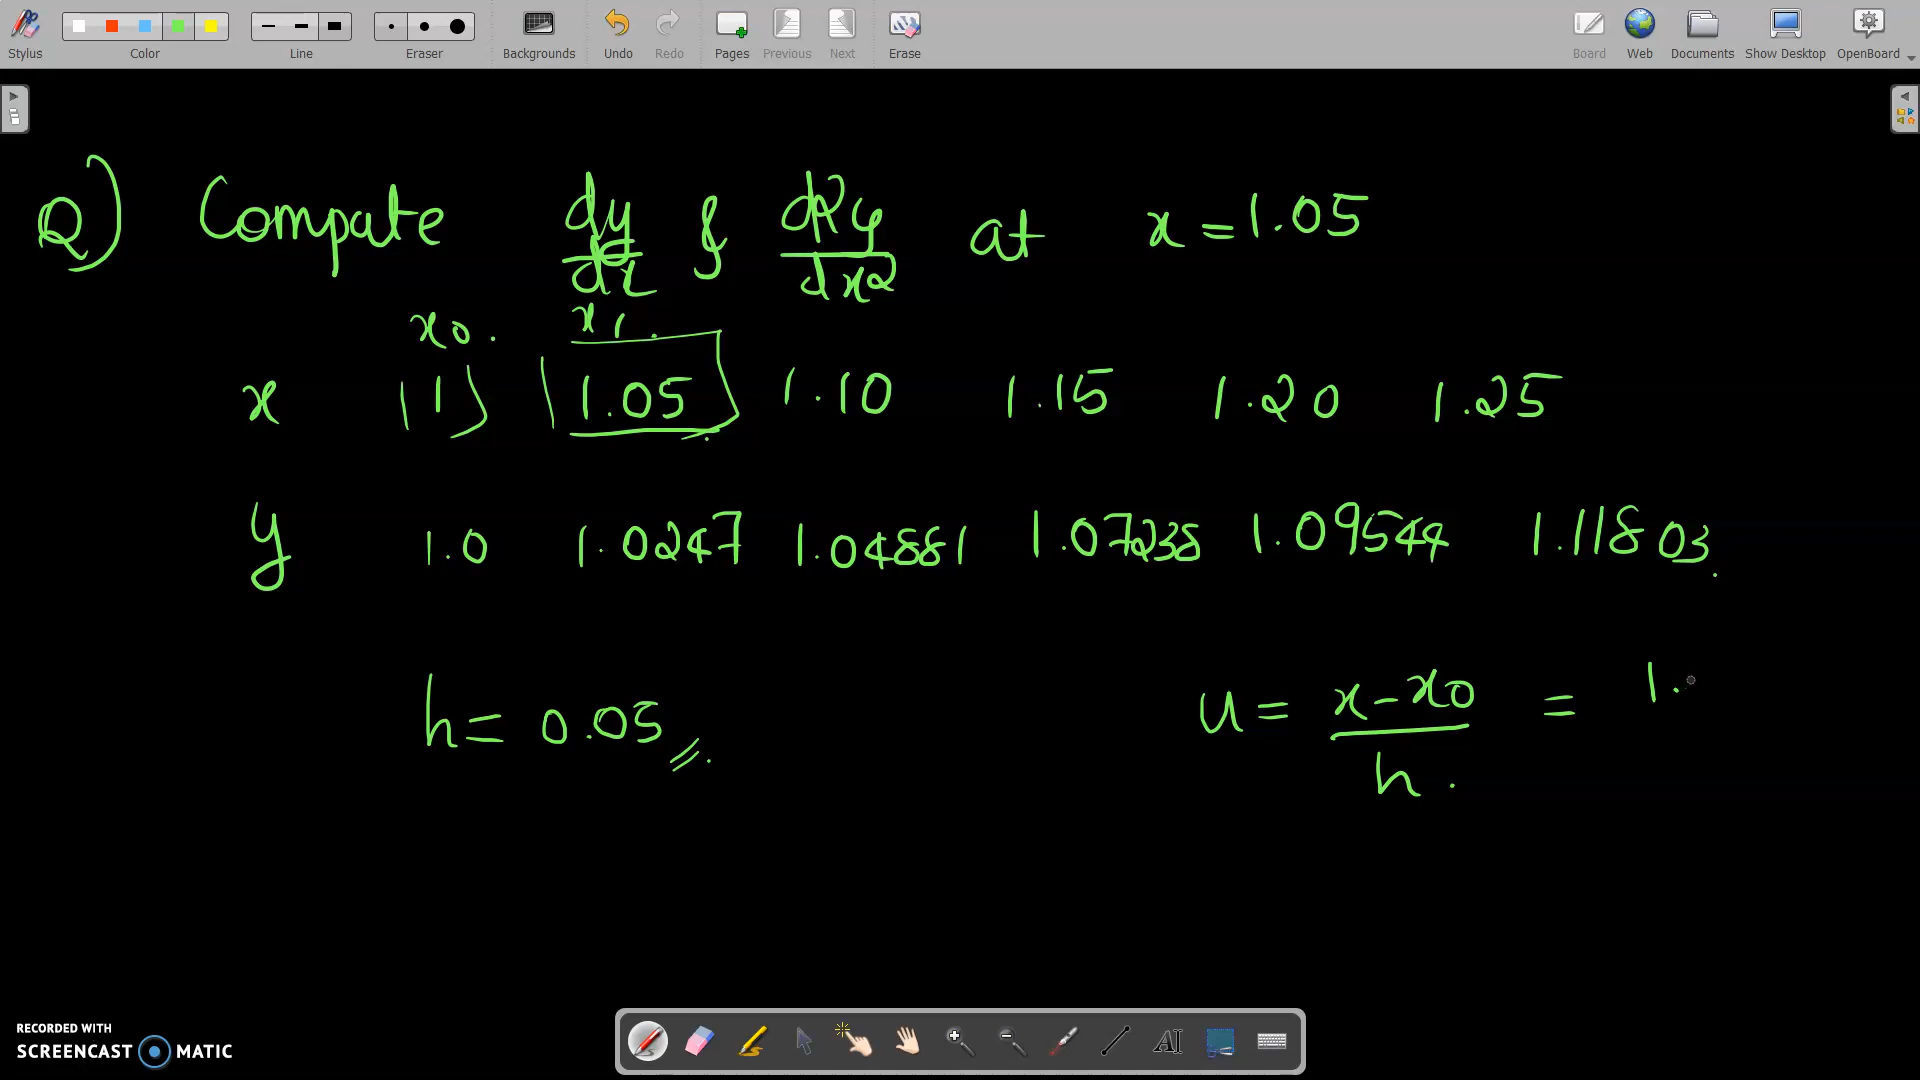 Stylus Color Line Eraser Backgrounds Undo Redo Pages Previous Next Erase Board Web Documents Show Desktop OpenBoard
Q) Compute dy/dx & d²y/dx² at x = 1.05
x0. x1.
x 1 1.05 1.10 1.15 1.20 1.25
y 1.0 1.0247 1.04881 1.07238 1.09544 1.11803.
h = 0.05 u = x - x0 / h. = 1.
RECORDED WITH
SCREENCAST MATIC
AI